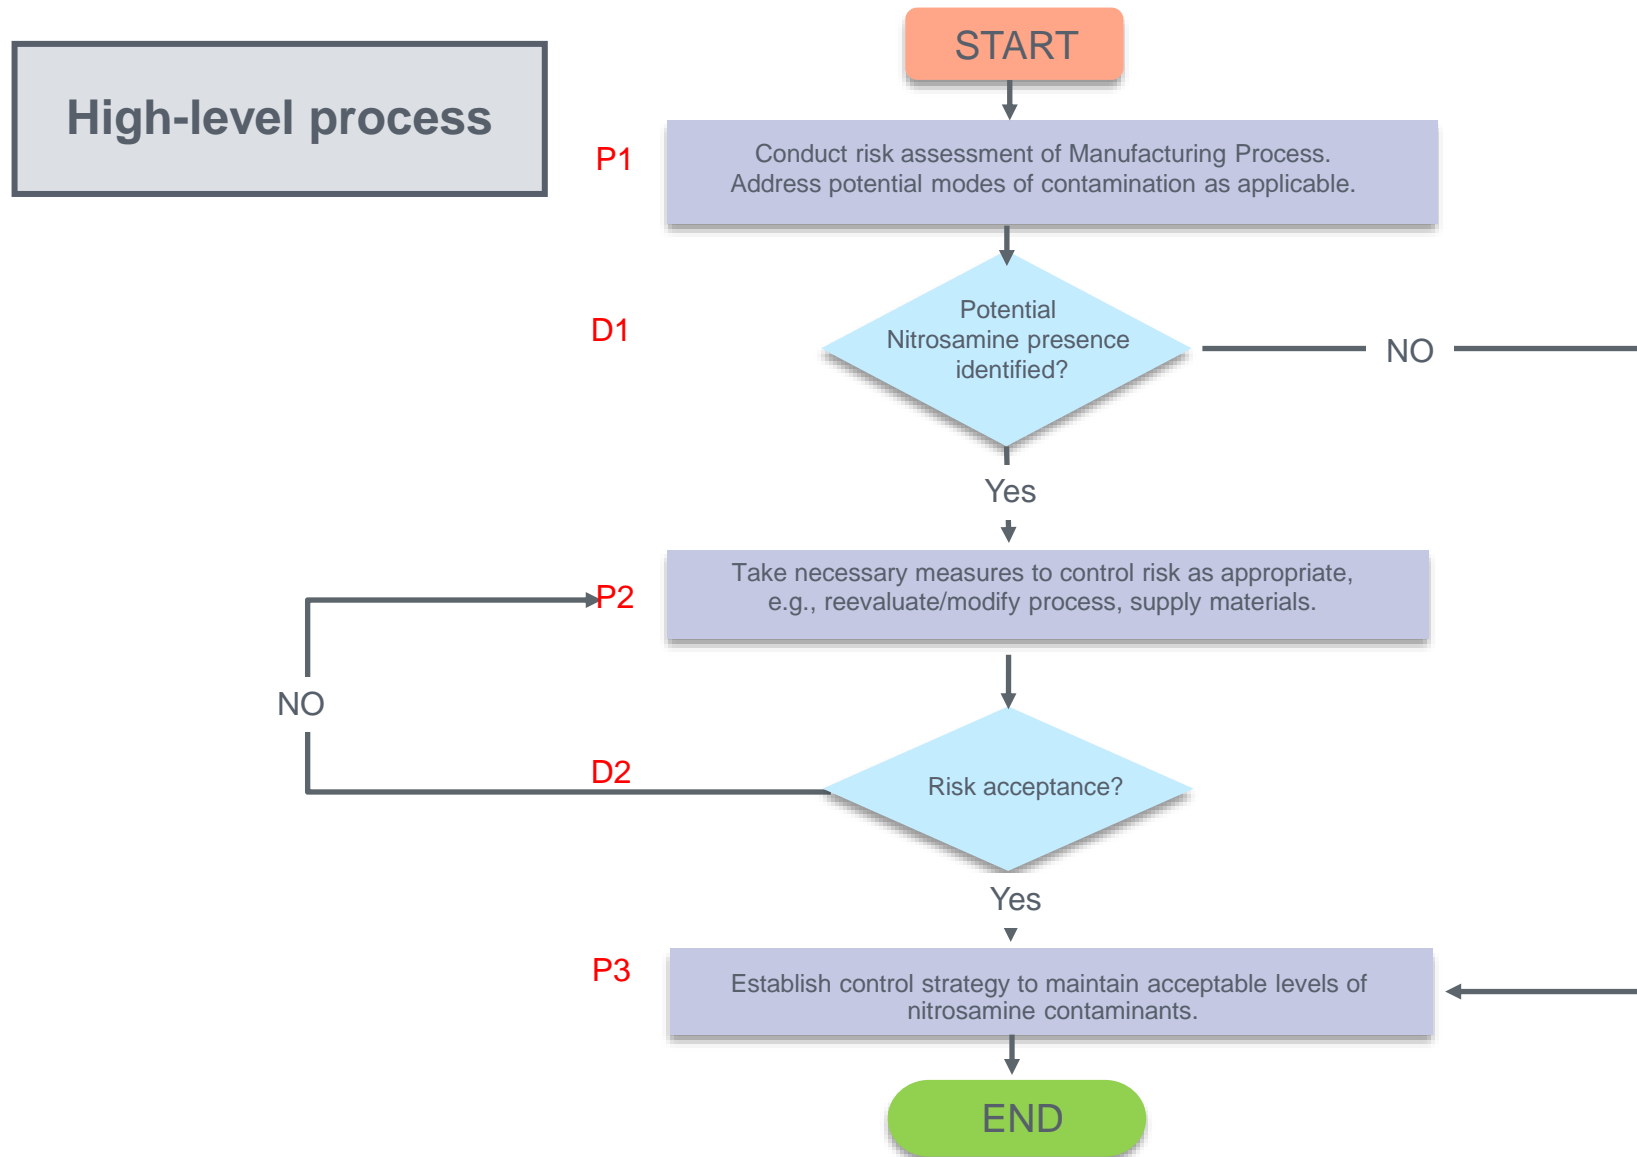 START
High-level process
P1
Conduct risk assessment of Manufacturing Process.
Address potential modes of contamination as applicable.
D1
Potential
Nitrosamine presence
identified?
NO
Yes
P2
Take necessary measures to control risk as appropriate,
e.g., reevaluate/modify process, supply materials.
NO
D2
Risk acceptance?
Yes
P3
Establish control strategy to maintain acceptable levels of
nitrosamine contaminants.
END